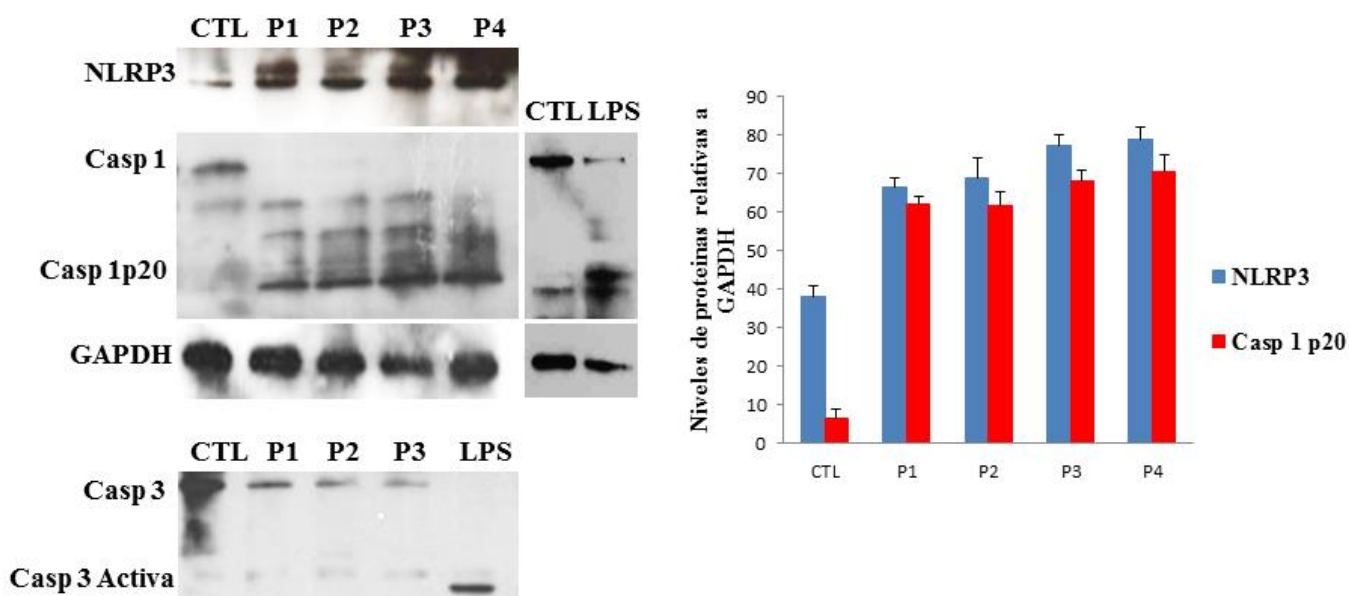 CTL P1 P2 P3 P4
NLRP3
CTL LPS
Casp 1
Casp 1p20
GAPDH
CTL P1 P2 P3 LPS
Casp 3
Casp 3 Activa
Niveles de proteinas relativas a
GAPDH
90
80
70
60
50
40
30
20
10
0
CTL P1 P2 P3 P4
NLRP3
Casp 1 p20